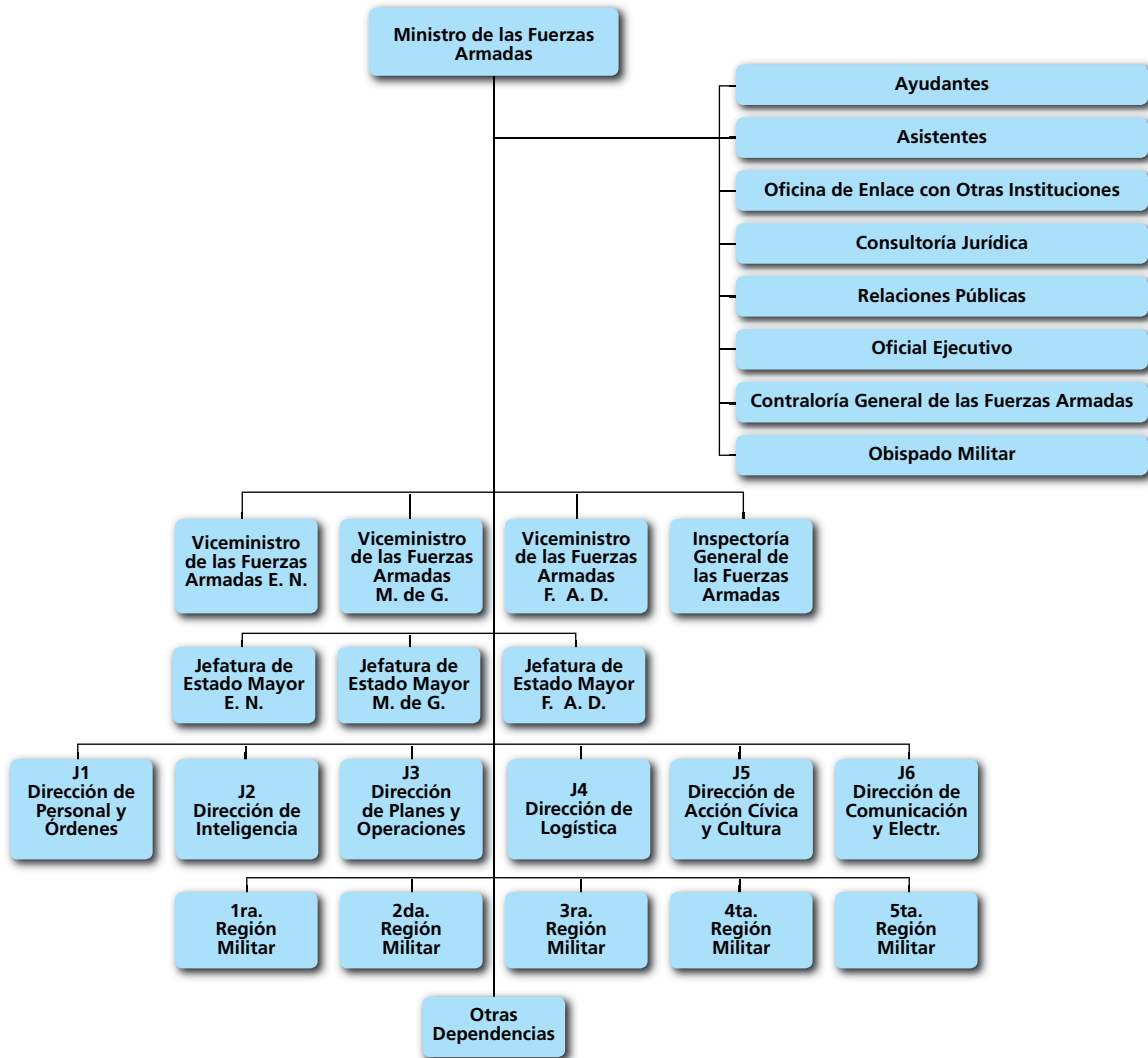 Ministro de las Fuerzas
Armadas
Ayudantes
Asistentes
Oficina de Enlace con Otras Instituciones
Consultoría Jurídica
Relaciones Públicas
Oficial Ejecutivo
Contraloría General de las Fuerzas Armadas
Obispado Militar
Viceministro
de las Fuerzas
Armadas E. N.
Viceministro
de las Fuerzas
Armadas
M. de G.
Viceministro
de las Fuerzas
Armadas
F. A. D.
Inspectoría
General de
las Fuerzas
Armadas
Jefatura de
Estado Mayor
E. N.
Jefatura de
Estado Mayor
M. de G.
Jefatura de
Estado Mayor
F. A. D.
J1
Dirección de
Personal y
Órdenes
J2
Dirección de
Inteligencia
J3
Dirección
de Planes y
Operaciones
J4
Dirección de
Logística
J5
Dirección de
Acción Cívica
y Cultura
J6
Dirección de
Comunicación
y Electr.
1ra.
Región
Militar
2da.
Región
Militar
3ra.
Región
Militar
4ta.
Región
Militar
5ta.
Región
Militar
Otras
Dependencias